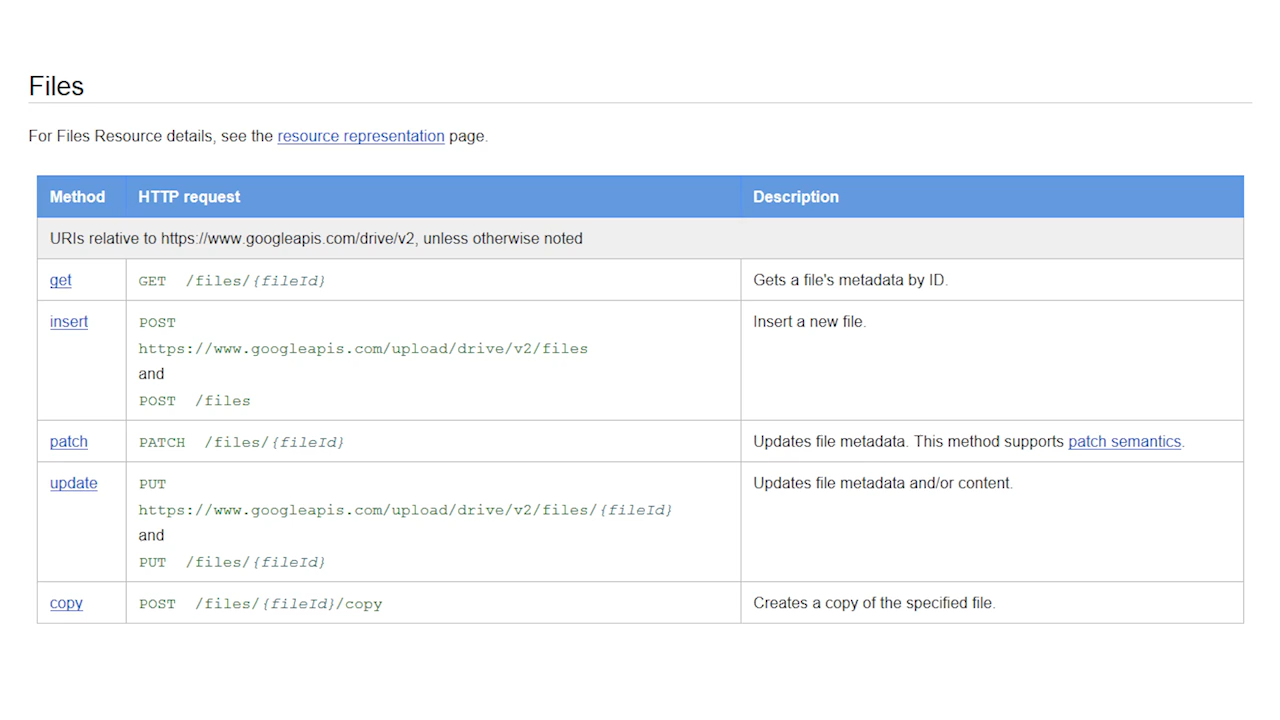 Files
For Files Resource details, see the resource representation page.
Method HTTP request Description
URIs relative to https://www.googleapis.com/drive/v2, unless otherwise noted
get GET /files/{fileId} Gets a file's metadata by ID.
insert POST Insert a new file.
https://www.googleapis.com/upload/drive/v2/files
and
POST /files
patch PATCH /files/{fileId} Updates file metadata. This method supports patch semantics.
update PUT Updates file metadata and/or content.
https://www.googleapis.com/upload/drive/v2/files/{fileId}
and
PUT /files/{fileId}
copy POST /files/{fileId}/copy Creates a copy of the specified file.